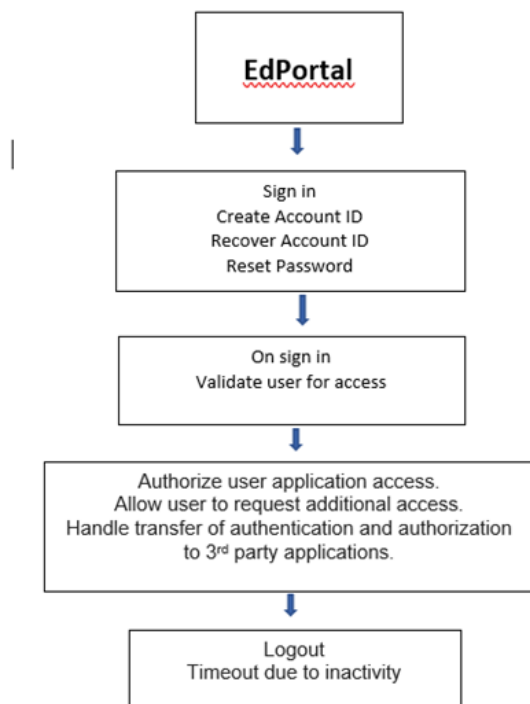 EdPortal
Sign in
Create Account ID
Recover Account ID
Reset Password
On sign in
Validate user for access
Authorize user application access.
Allow user to request additional access.
Handle transfer of authentication and authorization
to 3rd party applications.
Logout
Timeout due to inactivity